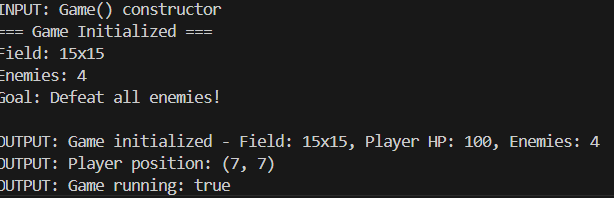 INPUT: Game() constructor
=== Game Initialized ===
Field: 15x15
Enemies: 4
Goal: Defeat all enemies!
OUTPUT: Game initialized - Field: 15x15, Player HP: 100, Enemies: 4
OUTPUT: Player position: (7, 7)
OUTPUT: Game running: true